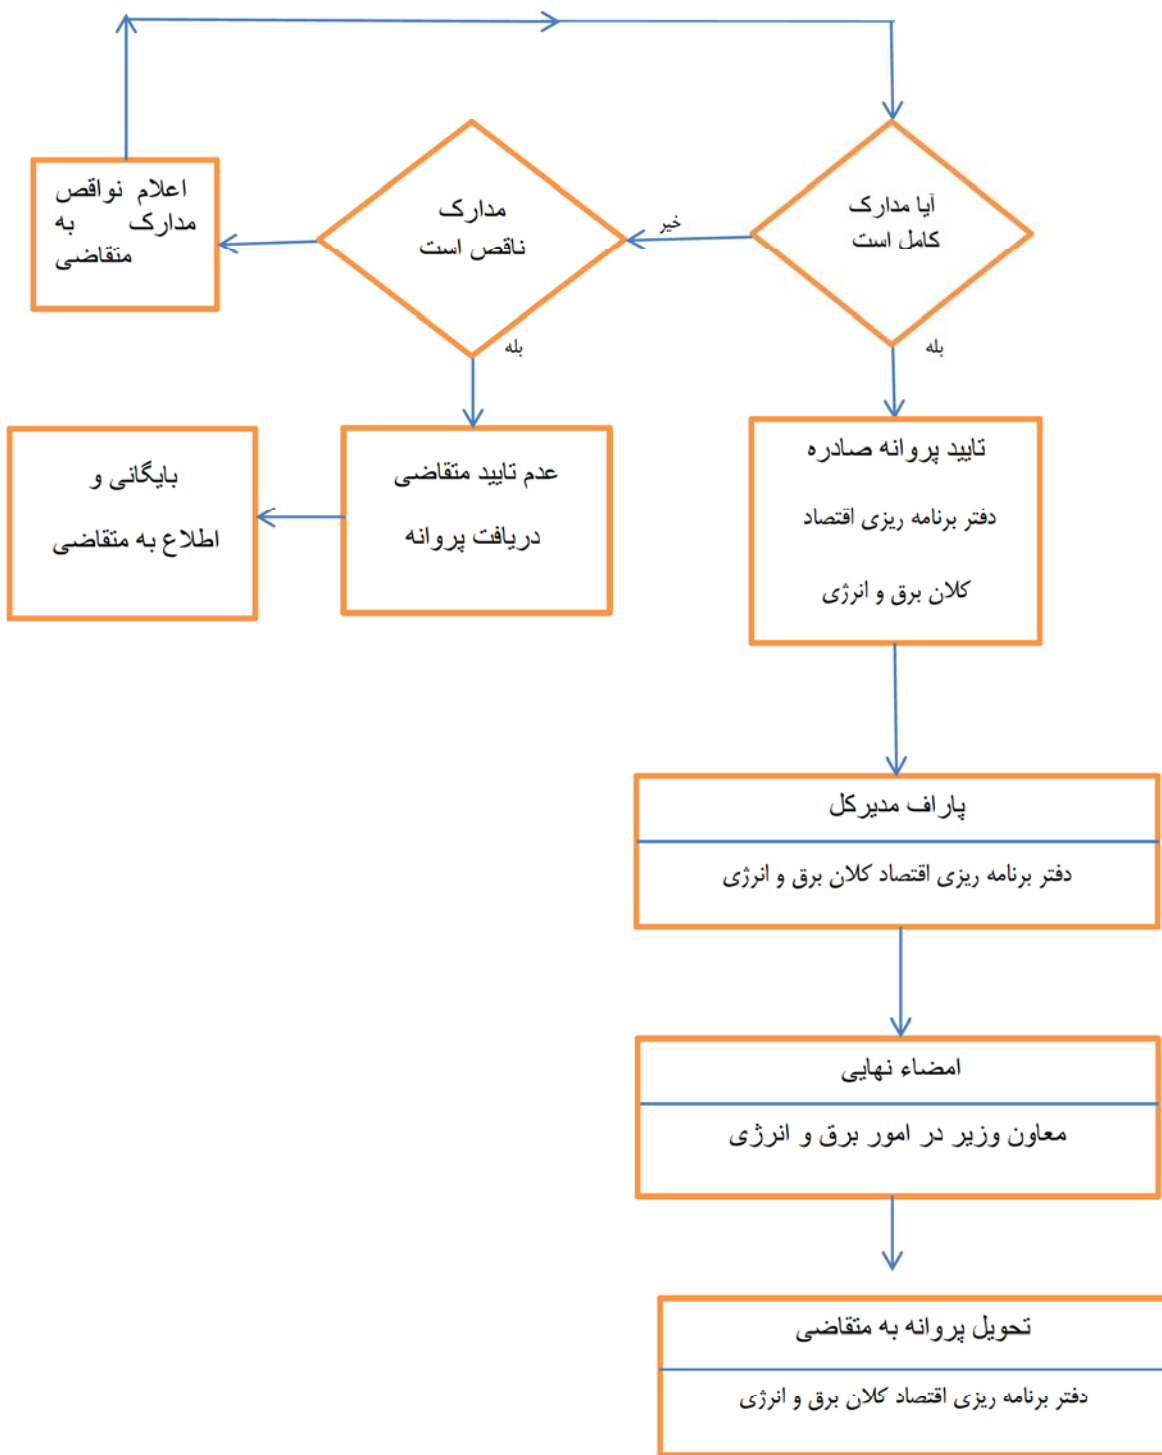 آیا مدارک
کامل است
خیر
مدارک
ناقص است
اعلام نواقص
مدارک به
متقاضی
بله
عدم تایید متقاضی
دریافت پروانه
بایگانی و
اطلاع به متقاضی
بله
تایید پروانه صادره
دفتر برنامه ریزی اقتصاد
کلان برق و انرژی
پاراف مدیرکل
دفتر برنامه ریزی اقتصاد کلان برق و انرژی
امضاء نهایی
معاون وزیر در امور برق و انرژی
تحویل پروانه به متقاضی
دفتر برنامه ریزی اقتصاد کلان برق و انرژی